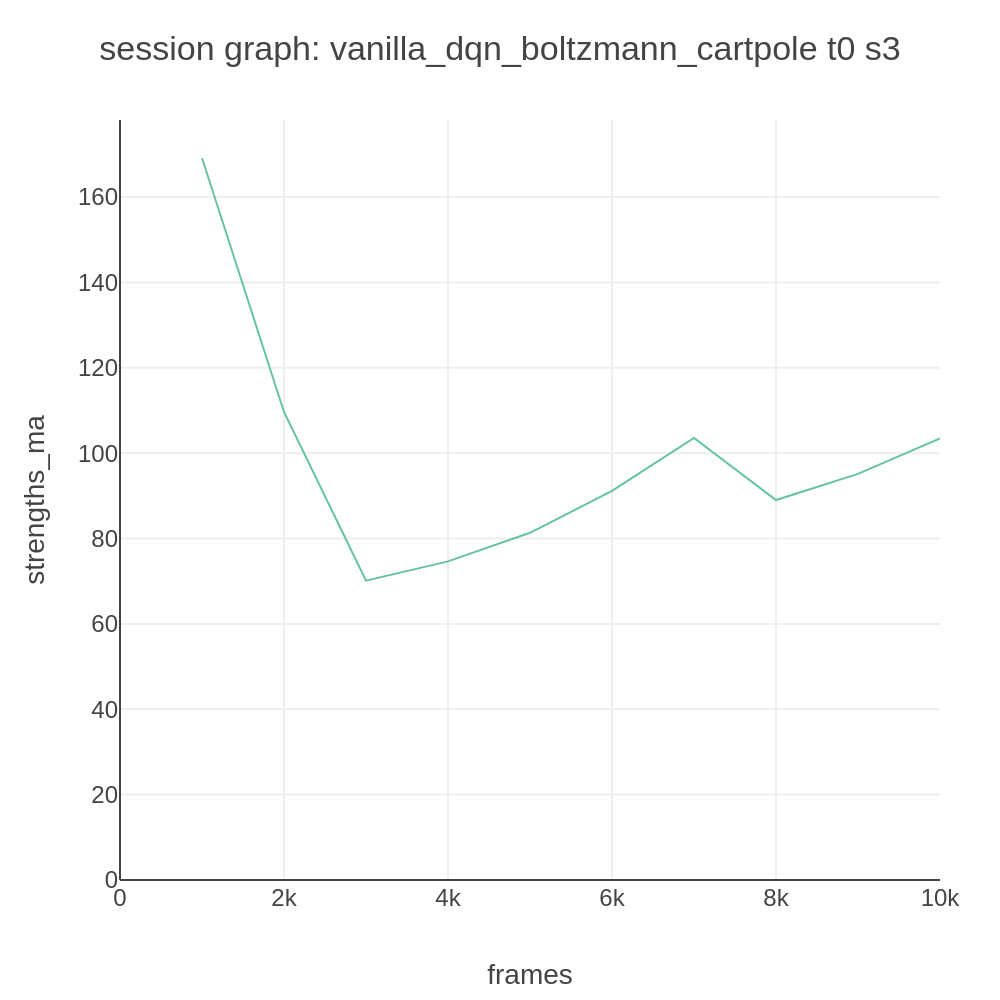 session graph: vanilla_dqn_boltzmann_cartpole t0 s3
strengths_ma
160
140
120
100
80
60
40
20
0
0 2k 4k 6k 8k 10k
frames